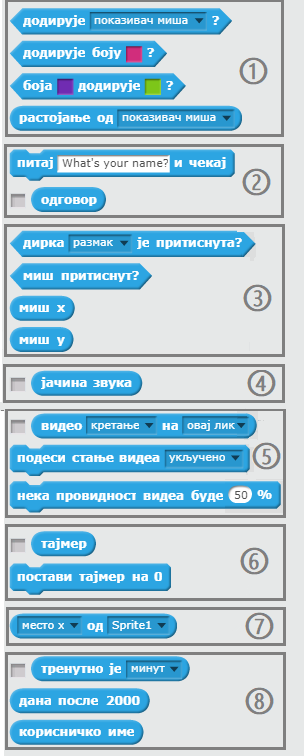 додирује показивач миша ?
додирује боју ?
боја додирује ?
растојање од показивач миша
1
питај What's your name? и чекај
одговор
2
дирка размак је притиснута?
миш притиснут?
миш x
миш y
3
јачина звука
4
видео кретање на овај лик
подеси стање видеа укључено
нека провидност видеа буде 50 %
5
тајмер
постави тајмер на 0
6
место x од Sprite1
7
тренутно је минут
дана после 2000
корисничко име
8